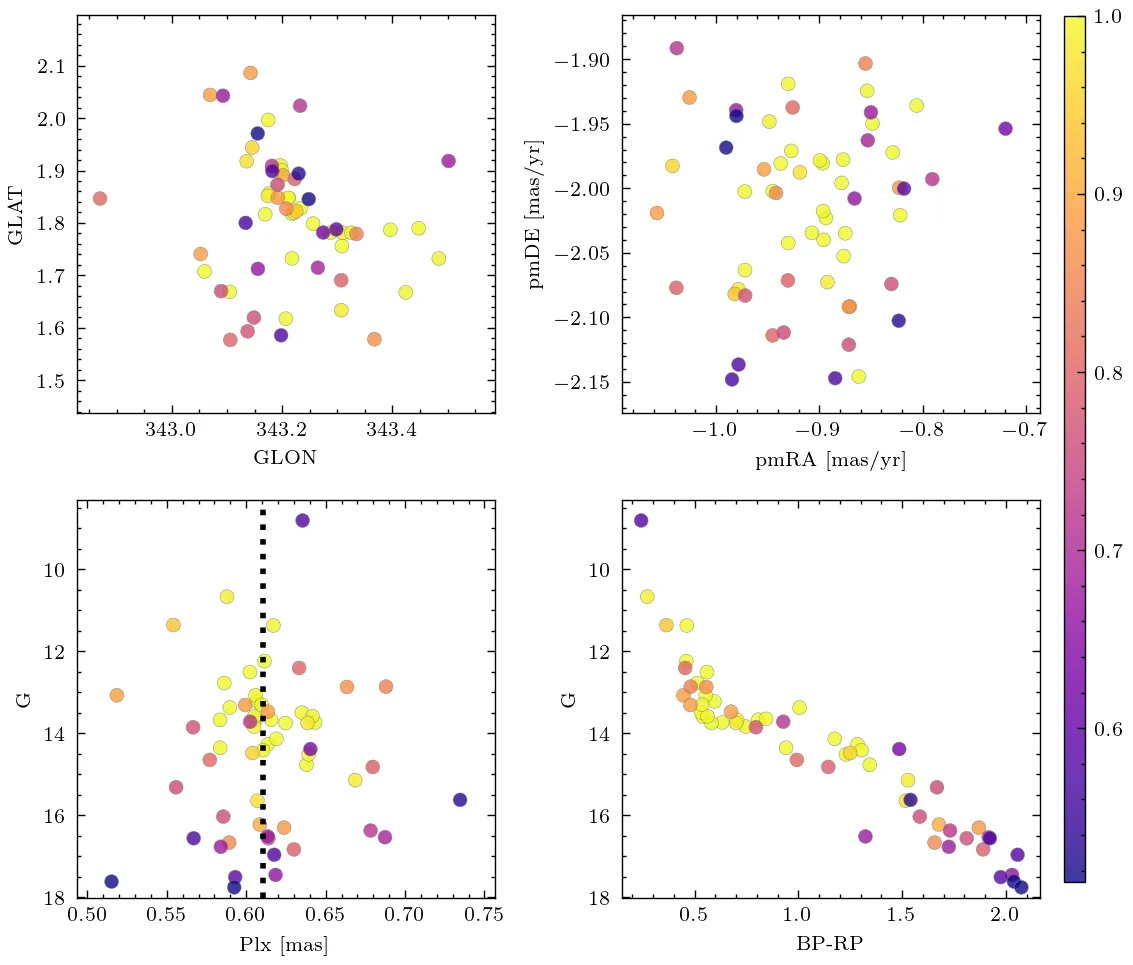 2.1
2.0
1.9
1.8
1.7
1.6
1.5
GLAT
343.0 343.2 343.4
GLON
−1.90
−1.95
−2.00
−2.05
−2.10
−2.15
pmDE [mas/yr]
−1.0 −0.9 −0.8 −0.7
pmRA [mas/yr]
10
12
14
16
18
G
0.50 0.55 0.60 0.65 0.70 0.75
Plx [mas]
10
12
14
16
18
G
0.5 1.0 1.5 2.0
BP-RP
1.0
0.9
0.8
0.7
0.6